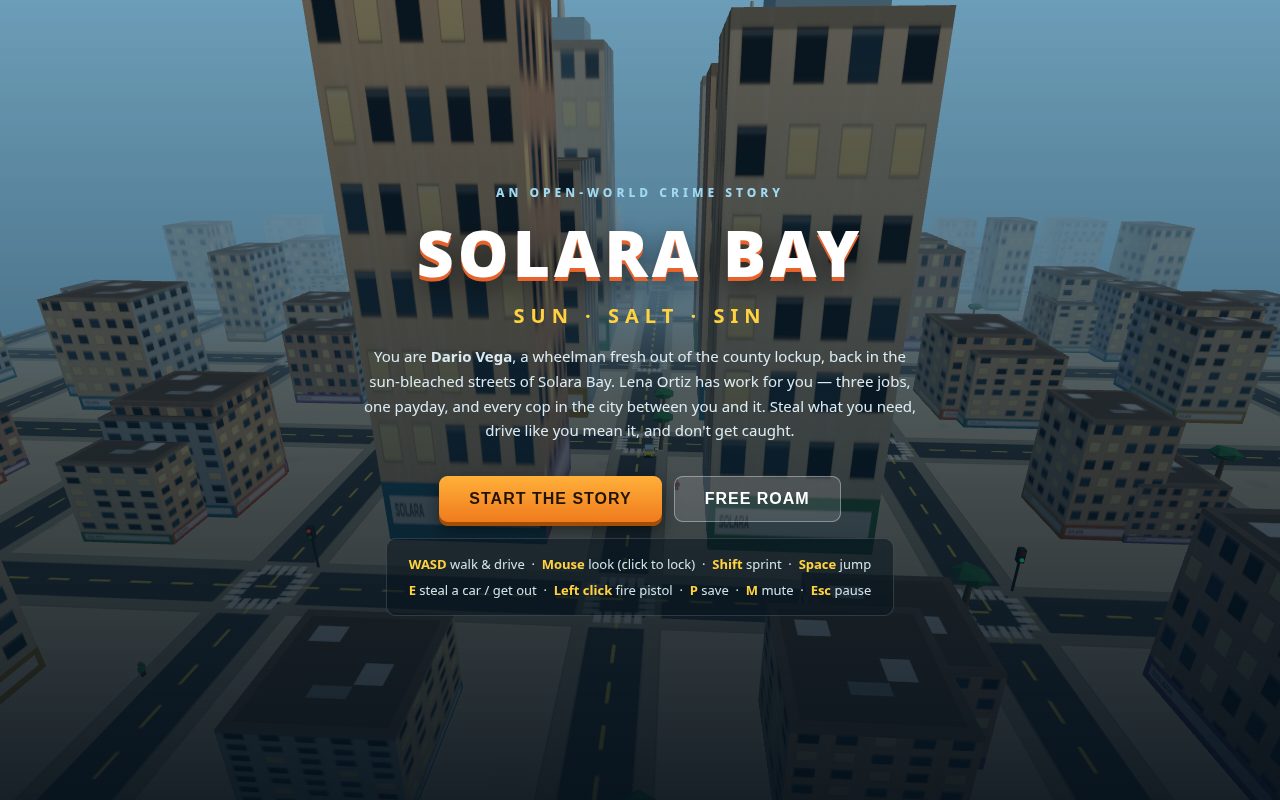 AN OPEN-WORLD CRIME STORY
SOLARA BAY
SUN · SALT · SIN
You are Dario Vega, a wheelman fresh out of the county lockup, back in the
sun-bleached streets of Solara Bay. Lena Ortiz has work for you — three jobs,
one payday, and every cop in the city between you and it. Steal what you need,
drive like you mean it, and don't get caught.
START THE STORY
FREE ROAM
SOLARA
SOLARA
WASD walk & drive · Mouse look (click to lock) · Shift sprint · Space jump
E steal a car / get out · Left click fire pistol · P save · M mute · Esc pause